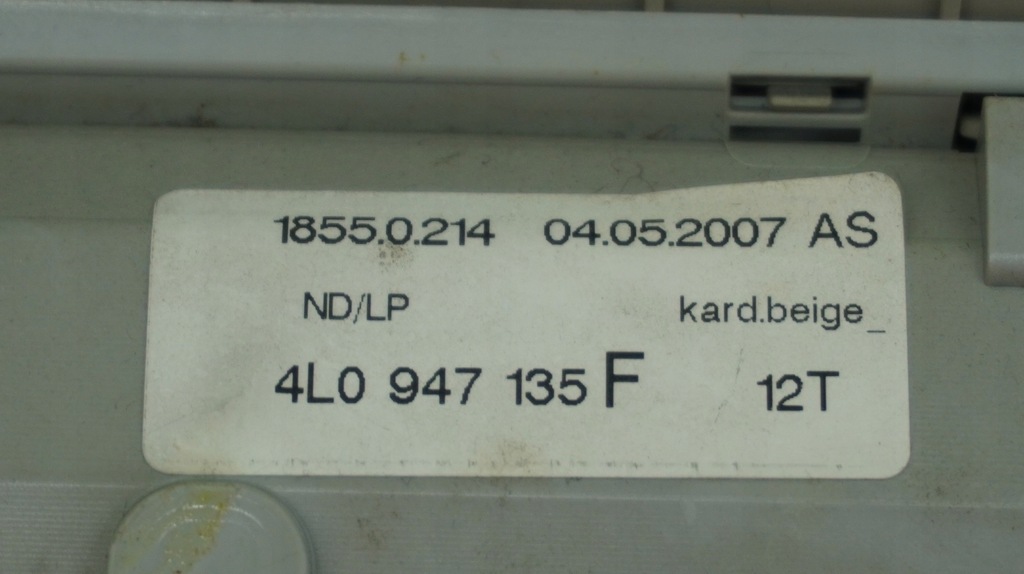 1855.0.214 04.05.2007 AS
ND/LP kard.beige_
4L0 947 135 F 12T